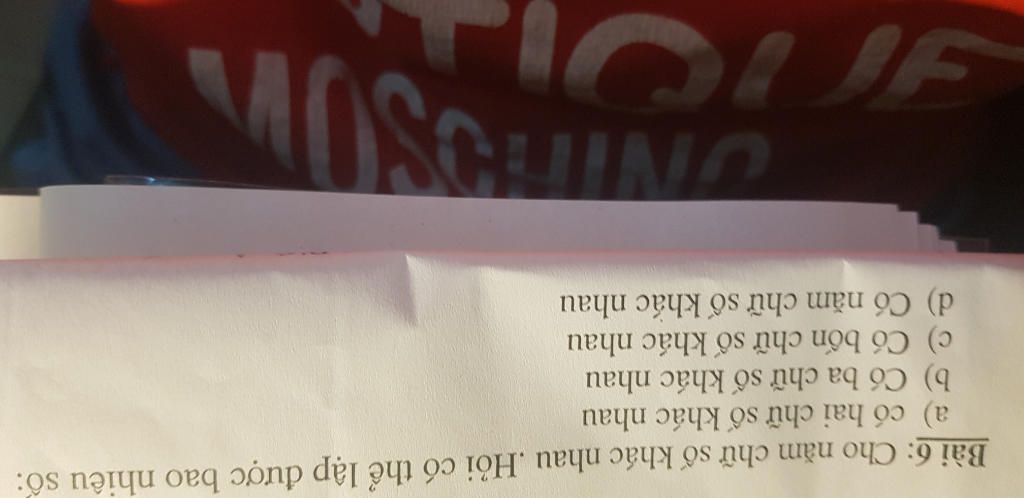 Bài 6: Cho năm chữ số khác nhau .Hỏi có thể lập được bao nhiêu số:
a) có hai chữ số khác nhau
b) Có ba chữ số khác nhau
c) Có bốn chữ số khác nhau
d) Có năm chữ số khác nhau
TIQUE
MOSCHINO